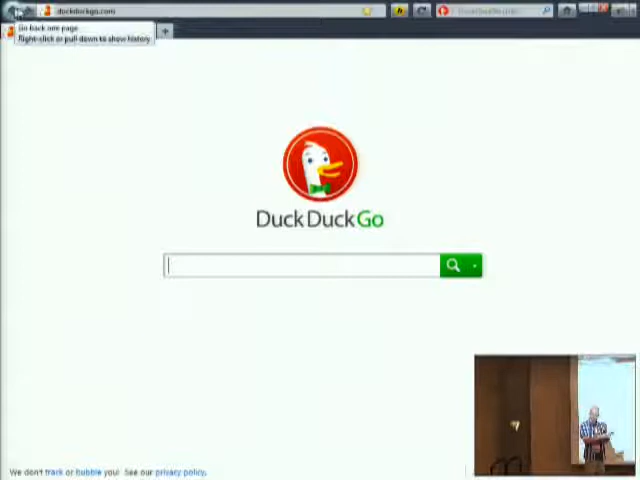 duckduckgo.com
Go back one page
Right-click or pull down to show history
DuckDuckGo
We don't track or bubble you! See our privacy policy.